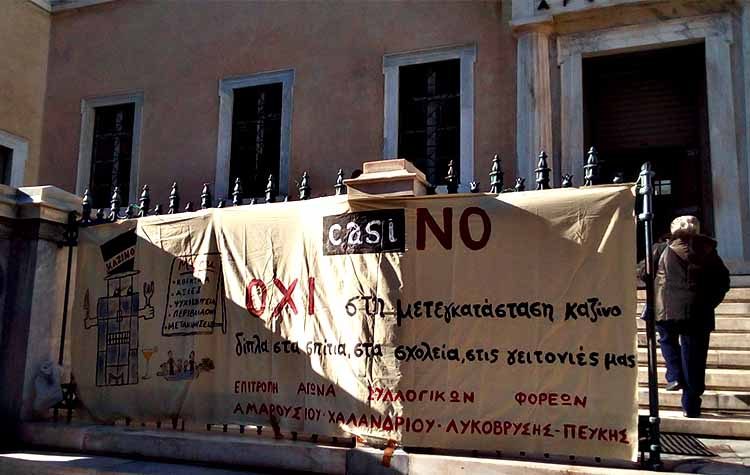 casiNO
ΚΑΖΙΝΟ
ΟΧΙ στη μετεγκατάσταση καζίνο
δίπλα στα σπίτια, στα σχολεία, στις γειτονιές μας
ΕΠΙΤΡΟΠΗ ΑΓΩΝΑ ΣΥΛΛΟΓΙΚΩΝ ΦΟΡΕΩΝ
ΑΜΑΡΟΥΣΙΟΥ·ΧΑΛΑΝΔΡΙΟΥ·ΛΥΚΟΒΡΥΣΗΣ-ΠΕΥΚΗΣ